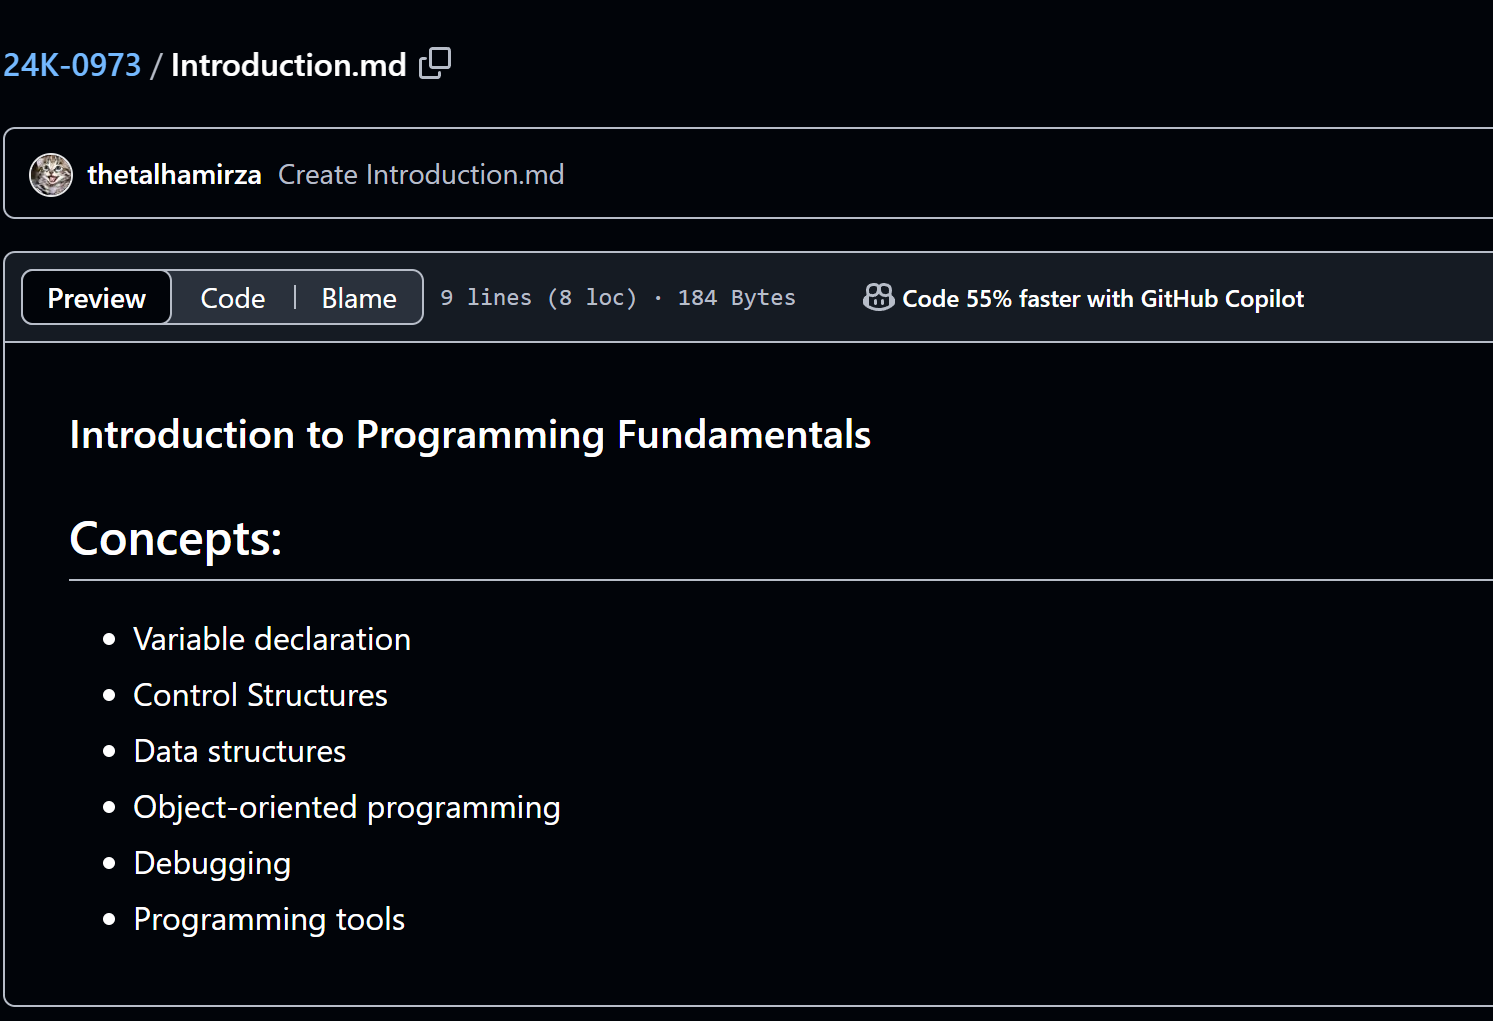 24K-0973 / Introduction.md
thetalhamirza Create Introduction.md
Preview Code Blame 9 lines (8 loc) · 184 Bytes Code 55% faster with GitHub Copilot
Introduction to Programming Fundamentals
Concepts:
• Variable declaration
• Control Structures
• Data structures
• Object-oriented programming
• Debugging
• Programming tools